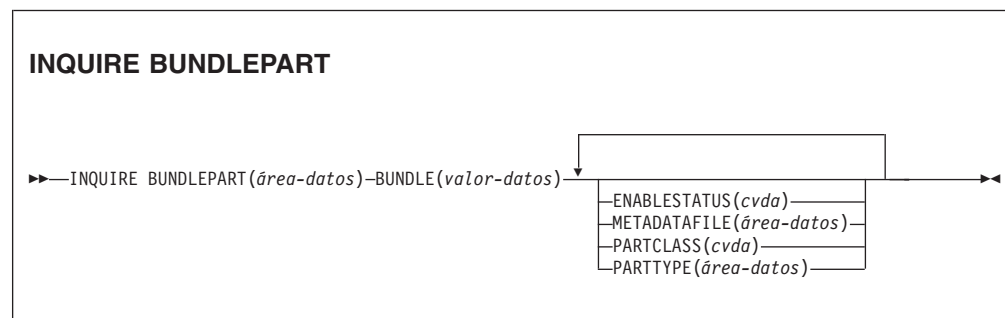 INQUIRE BUNDLEPART
INQUIRE BUNDLEPART(área-datos) BUNDLE(valor-datos)
ENABLESTATUS(cvda)
METADATAFILE(área-datos)
PARTCLASS(cvda)
PARTTYPE(área-datos)